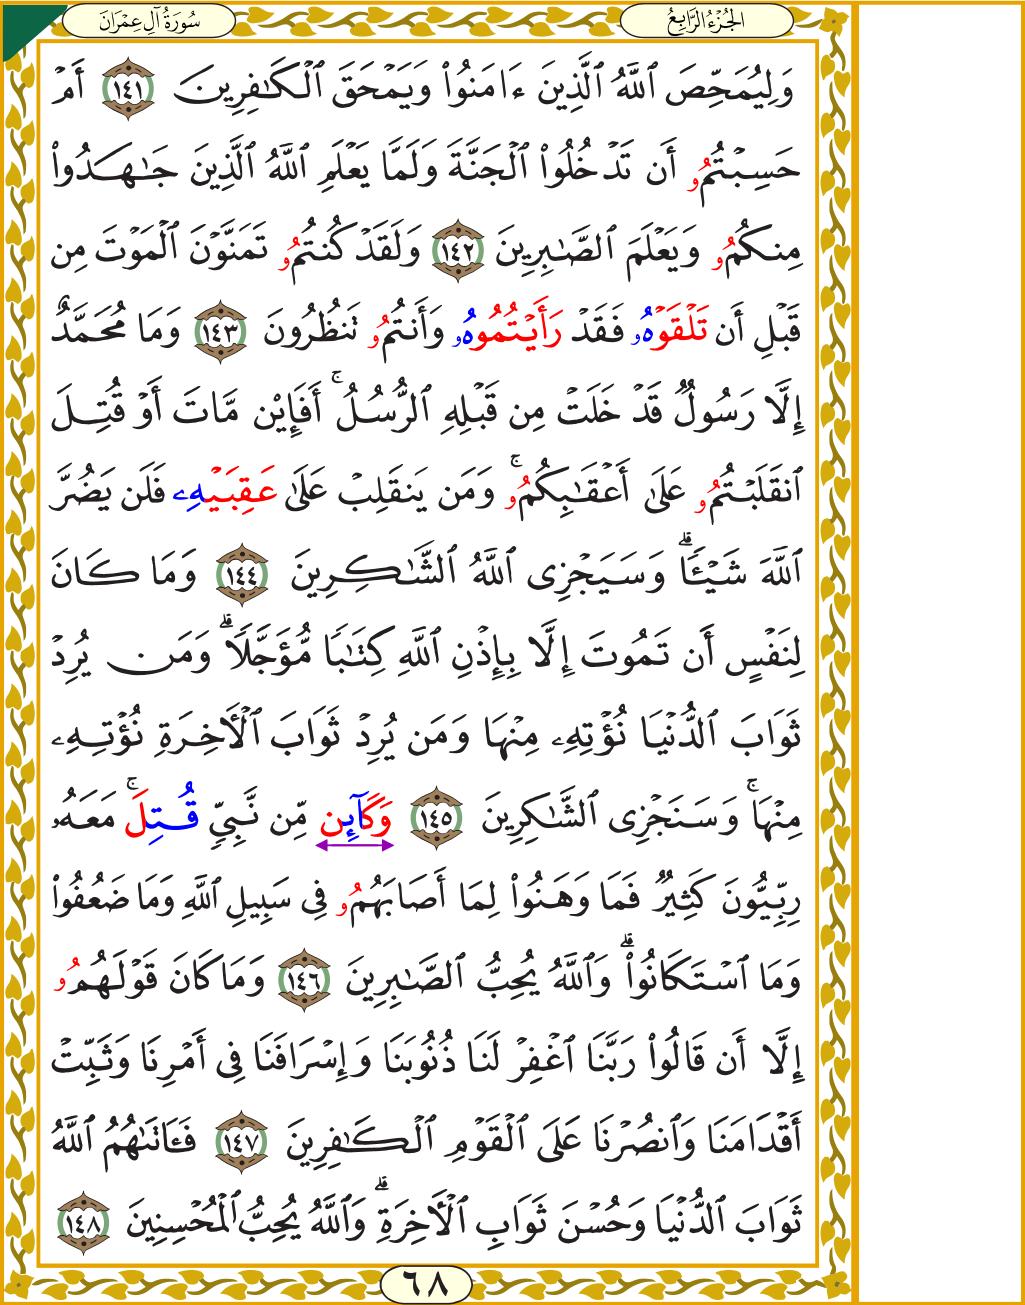 سُورَةُ آلِ عِمْرَانَ
الجُزْءُ الرَّابِعُ
وَلِيُمَحِّصَ ٱللَّهُ ٱلَّذِينَ ءَامَنُوا۟ وَيَمْحَقَ ٱلْكَٰفِرِينَ ١٤١ أَمْ
حَسِبْتُمُۥ أَن تَدْخُلُوا۟ ٱلْجَنَّةَ وَلَمَّا يَعْلَمِ ٱللَّهُ ٱلَّذِينَ جَٰهَدُوا۟
مِنكُمُۥ وَيَعْلَمَ ٱلصَّٰبِرِينَ ١٤٢ وَلَقَدْ كُنتُمُۥ تَمَنَّوْنَ ٱلْمَوْتَ مِن
قَبْلِ أَن تَلْقَوْهُۥ فَقَدْ رَأَيْتُمُوهُۥ وَأَنتُمُۥ تَنظُرُونَ ١٤٣ وَمَا مُحَمَّدٌ
إِلَّا رَسُولٌ قَدْ خَلَتْ مِن قَبْلِهِ ٱلرُّسُلُ ۚ أَفَإِي۟ن مَّاتَ أَوْ قُتِلَ
ٱنقَلَبْتُمُۥ عَلَىٰ أَعْقَٰبِكُمُۥ ۚ وَمَن يَنقَلِبْ عَلَىٰ عَقِبَيْهِۦ فَلَن يَضُرَّ
ٱللَّهَ شَيْـًٔا ۗ وَسَيَجْزِى ٱللَّهُ ٱلشَّٰكِرِينَ ١٤٤ وَمَا كَانَ
لِنَفْسٍ أَن تَمُوتَ إِلَّا بِإِذْنِ ٱللَّهِ كِتَٰبًا مُّؤَجَّلًا ۗ وَمَن يُرِدْ
ثَوَابَ ٱلدُّنْيَا نُؤْتِهِۦ مِنْهَا وَمَن يُرِدْ ثَوَابَ ٱلْأَخِرَةِ نُؤْتِهِۦ
مِنْهَا ۚ وَسَنَجْزِى ٱلشَّٰكِرِينَ ١٤٥ وَكَآئِن مِّن نَّبِىٍّ قُتِلَ ۚ مَعَهُۥ
رِبِّيُّونَ كَثِيرٌ فَمَا وَهَنُوا۟ لِمَا أَصَابَهُمُۥ فِى سَبِيلِ ٱللَّهِ وَمَا ضَعُفُوا۟
وَمَا ٱسْتَكَانُوا۟ ۗ وَٱللَّهُ يُحِبُّ ٱلصَّٰبِرِينَ ١٤٦ وَمَا كَانَ قَوْلَهُمُۥ
إِلَّا أَن قَالُوا۟ رَبَّنَا ٱغْفِرْ لَنَا ذُنُوبَنَا وَإِسْرَافَنَا فِى أَمْرِنَا وَثَبِّتْ
أَقْدَامَنَا وَٱنصُرْنَا عَلَى ٱلْقَوْمِ ٱلْكَٰفِرِينَ ١٤٧ فَـَٔاتَىٰهُمُ ٱللَّهُ
ثَوَابَ ٱلدُّنْيَا وَحُسْنَ ثَوَابِ ٱلْأَخِرَةِ ۗ وَٱللَّهُ يُحِبُّ ٱلْمُحْسِنِينَ ١٤٨
٦٨